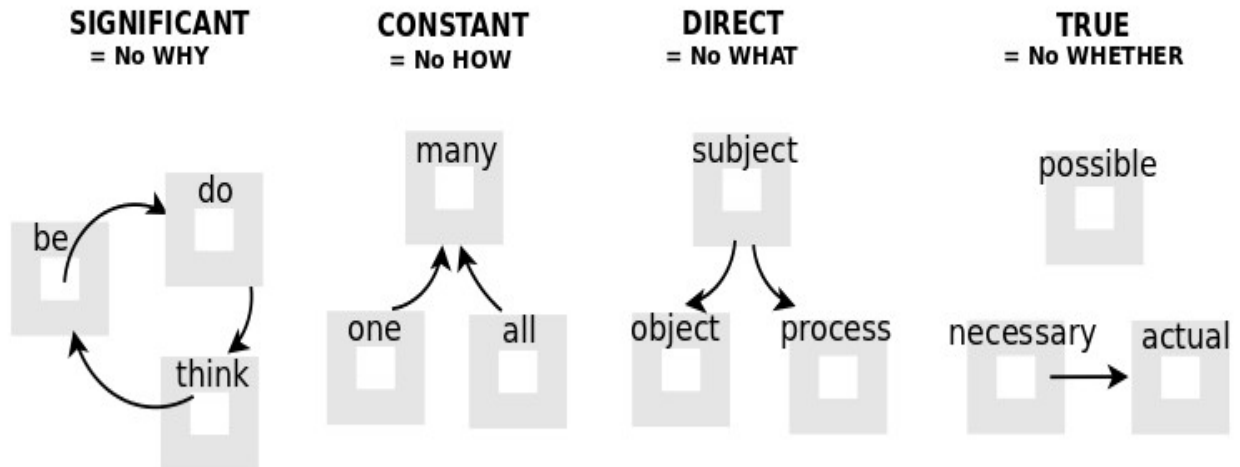 SIGNIFICANT
= No WHY
be
do
think
CONSTANT
= No HOW
many
one
all
DIRECT
= No WHAT
subject
object
process
TRUE
= No WHETHER
possible
necessary
actual